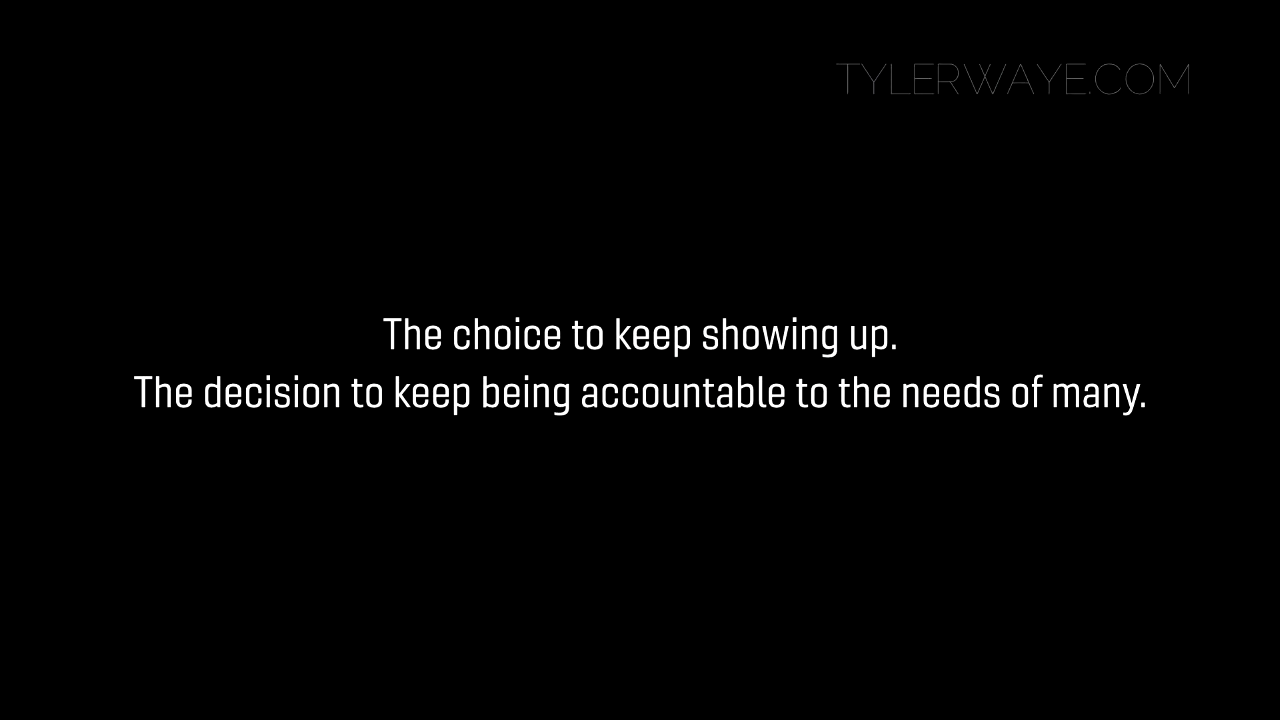 TYLERWAYE.COM
The choice to keep showing up.
The decision to keep being accountable to the needs of many.